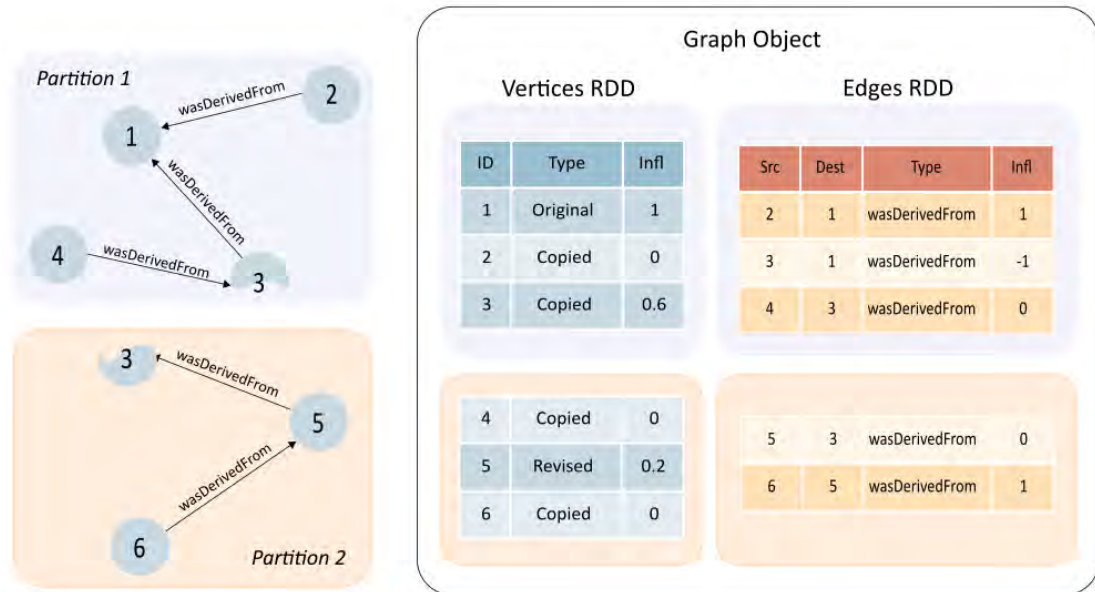 Partition 1
wasDerivedFrom
2
1
wasDerivedFrom
4
wasDerivedFrom
3
3
wasDerivedFrom
5
wasDerivedFrom
6
Partition 2
Graph Object
Vertices RDD
ID Type Infl
1 Original 1
2 Copied 0
3 Copied 0.6
4 Copied 0
5 Revised 0.2
6 Copied 0
Edges RDD
Src Dest Type Infl
2 1 wasDerivedFrom 1
3 1 wasDerivedFrom -1
4 3 wasDerivedFrom 0
5 3 wasDerivedFrom 0
6 5 wasDerivedFrom 1